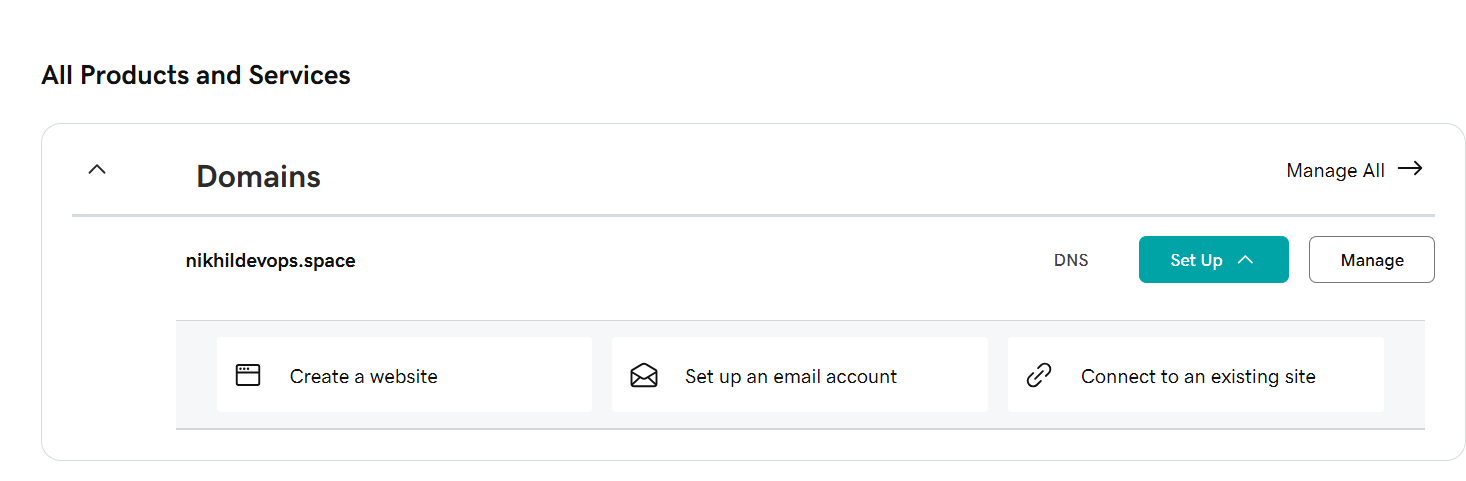 All Products and Services
Domains
Manage All
nikhildevops.space
DNS
Set Up
Manage
Create a website
Set up an email account
Connect to an existing site